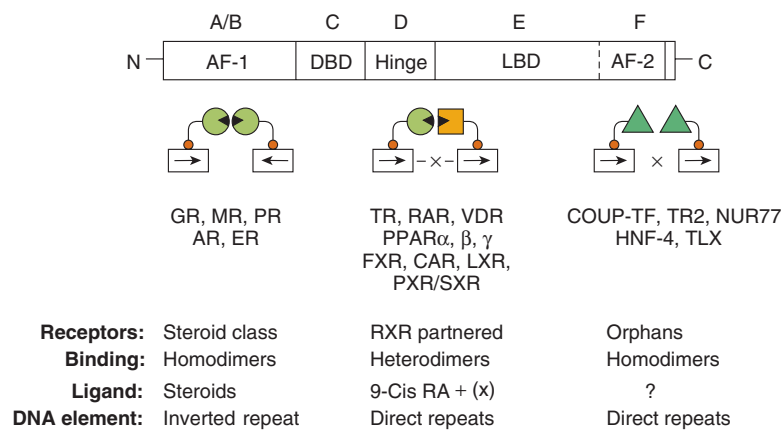 A/B C D E F
N AF-1 DBD Hinge LBD AF-2 C
× ×
GR, MR, PR
AR, ER
TR, RAR, VDR
PPARα, β, γ
FXR, CAR, LXR,
PXR/SXR
COUP-TF, TR2, NUR77
HNF-4, TLX
Receptors: Steroid class RXR partnered Orphans
Binding: Homodimers Heterodimers Homodimers
Ligand: Steroids 9-Cis RA + (x) ?
DNA element: Inverted repeat Direct repeats Direct repeats